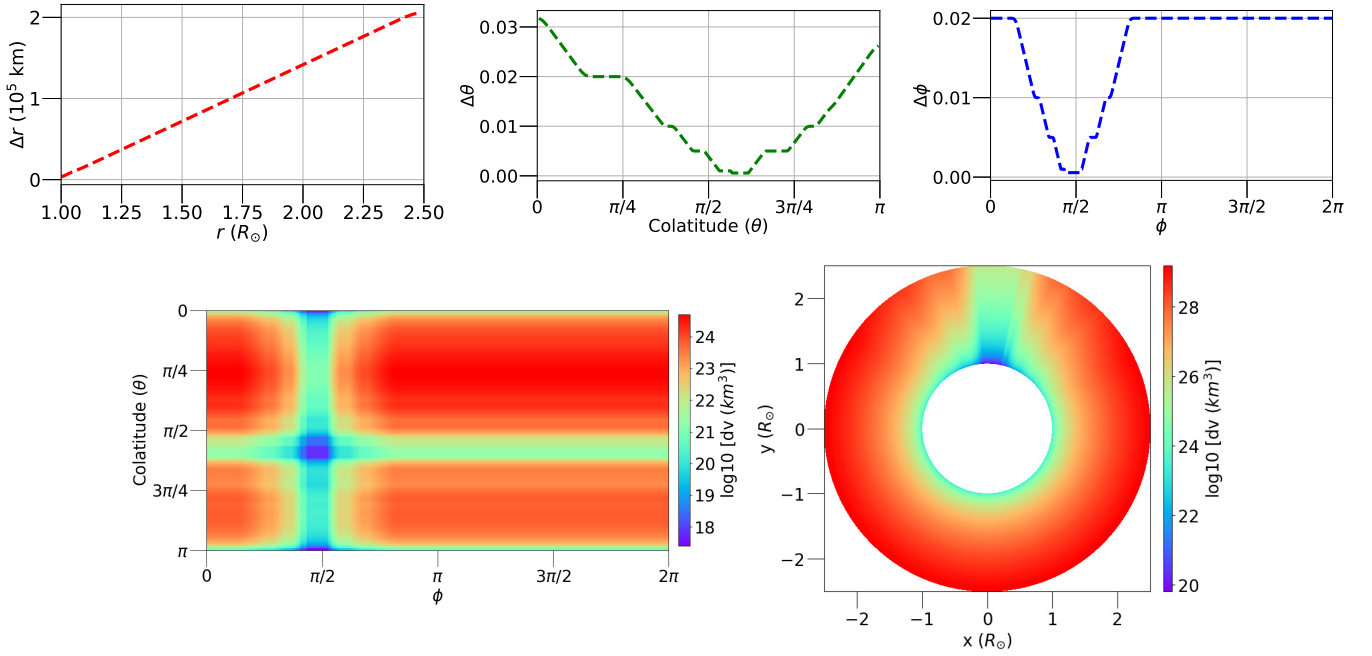 Δr (10⁵ km)
2
1
0
1.00 1.25 1.50 1.75 2.00 2.25 2.50
r (R☉)
Δθ
0.03
0.02
0.01
0.00
0 π/4 π/2 3π/4 π
Colatitude (θ)
Δϕ
0.02
0.01
0.00
0 π/2 π 3π/2 2π
ϕ
Colatitude (θ)
0
π/4
π/2
3π/4
π
0 π/2 π 3π/2 2π
ϕ
24
23
22
21
20
19
18
log10 [dv (km³)]
y (R☉)
2
1
0
−1
−2
−2 −1 0 1 2
x (R☉)
28
26
24
22
20
log10 [dv (km³)]